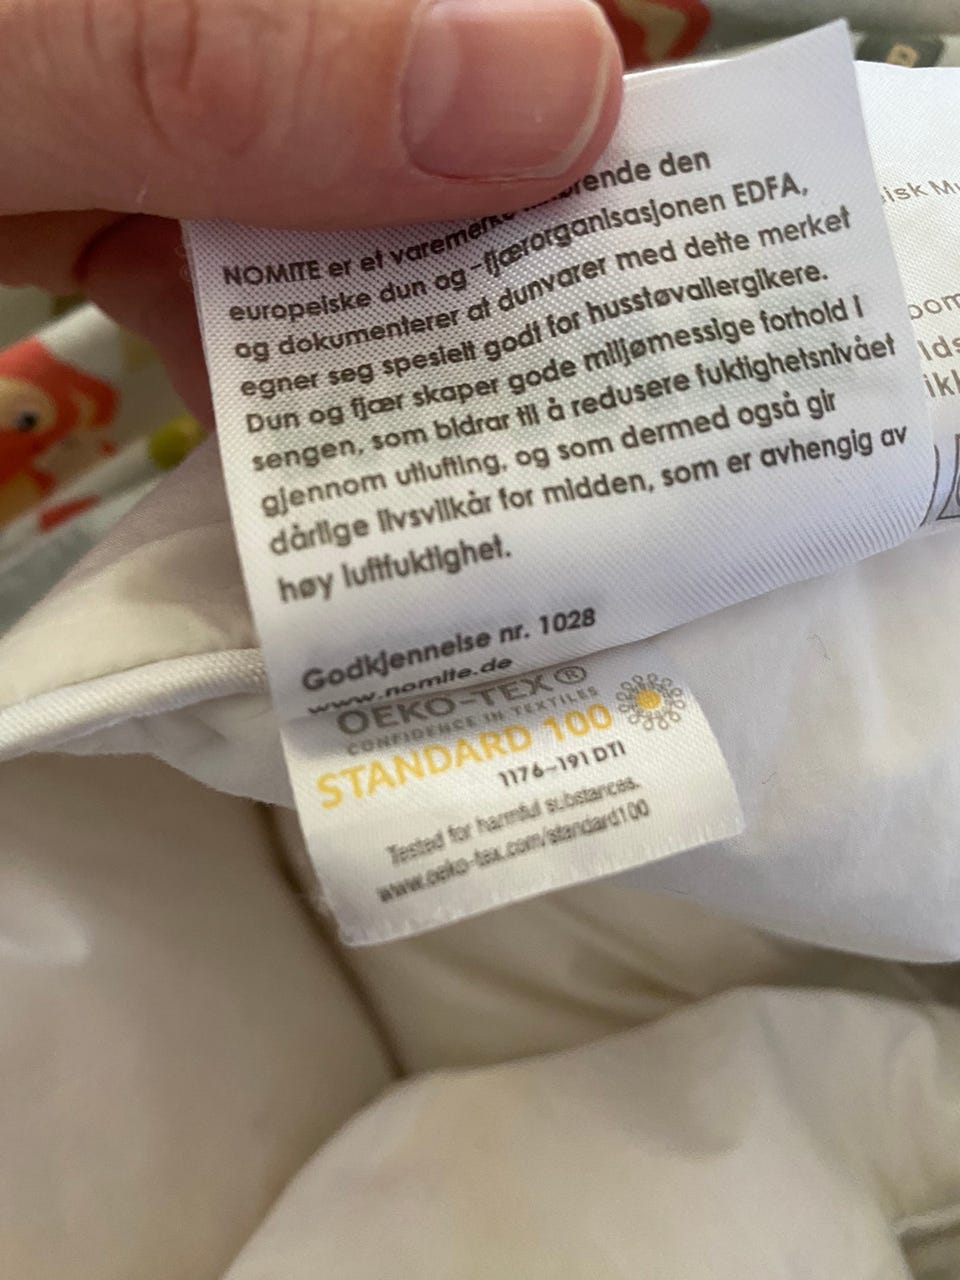 NOMITE er et varemerke tilhørende den
europeiske dun og -fjærorganisasjonen EDFA,
og dokumenterer at dunvarer med dette merket
egner seg spesielt godt for husstøvallergikere.
Dun og fjær skaper gode miljømessige forhold i
sengen, som bidrar til å redusere fuktighetsnivået
gjennom utlufting, og som dermed også gir
dårlige livsvilkår for midden, som er avhengig av
høy luftfuktighet.
Godkjennelse nr. 1028
www.nomite.de
OEKO-TEX®
CONFIDENCE IN TEXTILES
STANDARD 100
1176-191 DTI
Tested for harmful substances.
www.oeko-tex.com/standard100